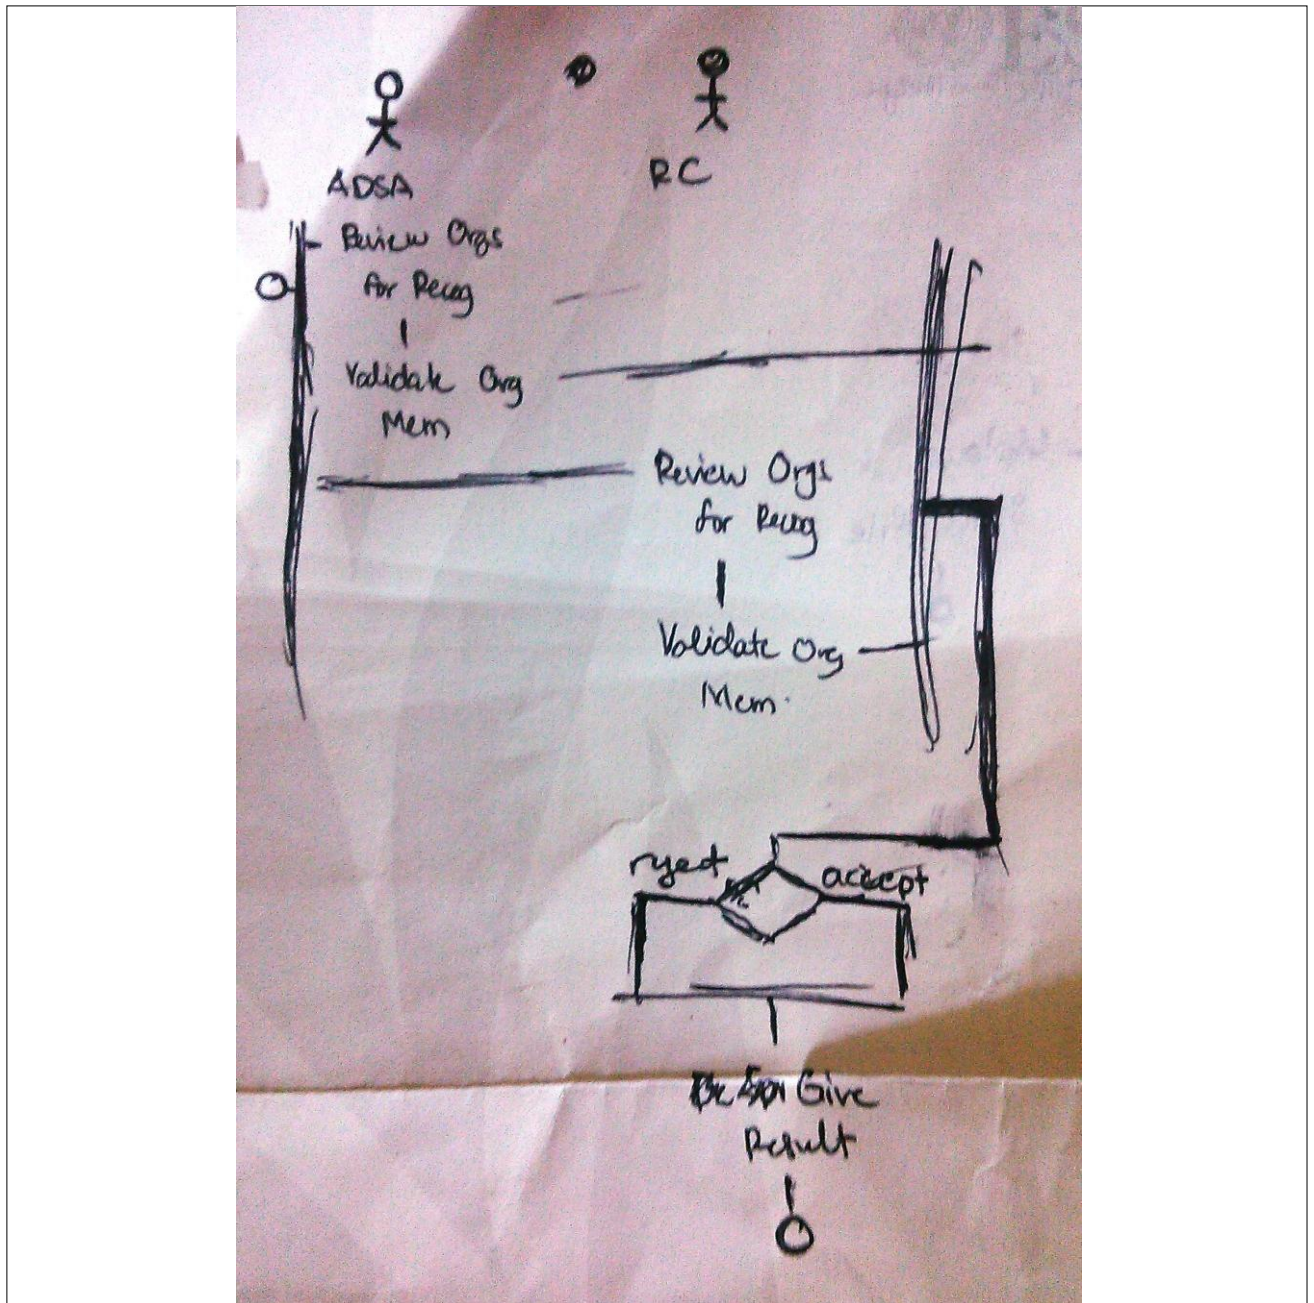 ADSA
RC
Review Orgs
for Recog
Validate Org
Mem
Review Orgs
for Recog
Validate Org
Mem.
reject
accept
Give
Result